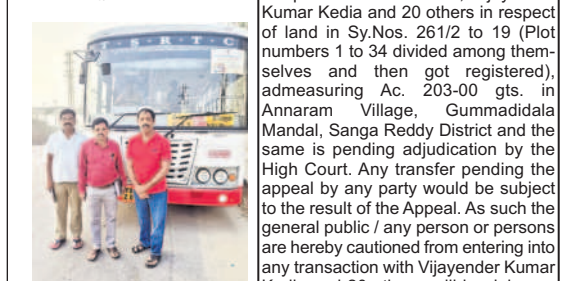 T S R T C
Kumar Kedia and 20 others in respect
of land in Sy.Nos. 261/2 to 19 (Plot
numbers 1 to 34 divided among them-
selves and then got registered),
admeasuring Ac. 203-00 gts. in
Annaram Village, Gummadidala
Mandal, Sanga Reddy District and the
same is pending adjudication by the
High Court. Any transfer pending the
appeal by any party would be subject
to the result of the Appeal. As such the
general public / any person or persons
are hereby cautioned from entering into
any transaction with Vijayender Kumar